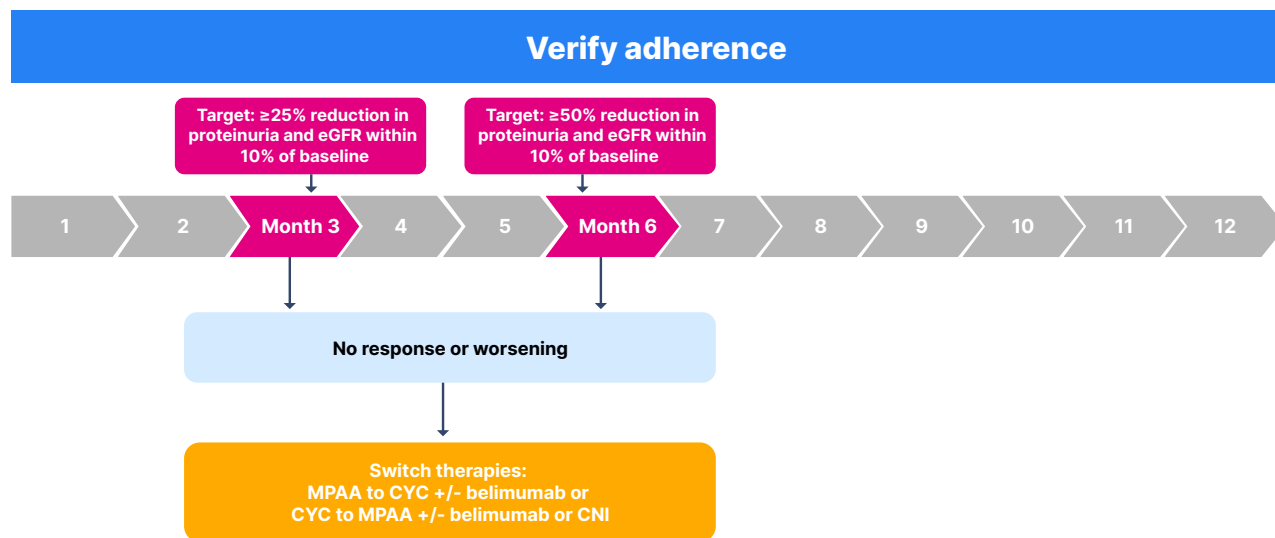 Verify adherence
Target: ≥25% reduction in
proteinuria and eGFR within
10% of baseline
Target: ≥50% reduction in
proteinuria and eGFR within
10% of baseline
1
2
Month 3
4
5
Month 6
7
8
9
10
11
12
No response or worsening
Switch therapies:
MPAA to CYC +/- belimumab or
CYC to MPAA +/- belimumab or CNI